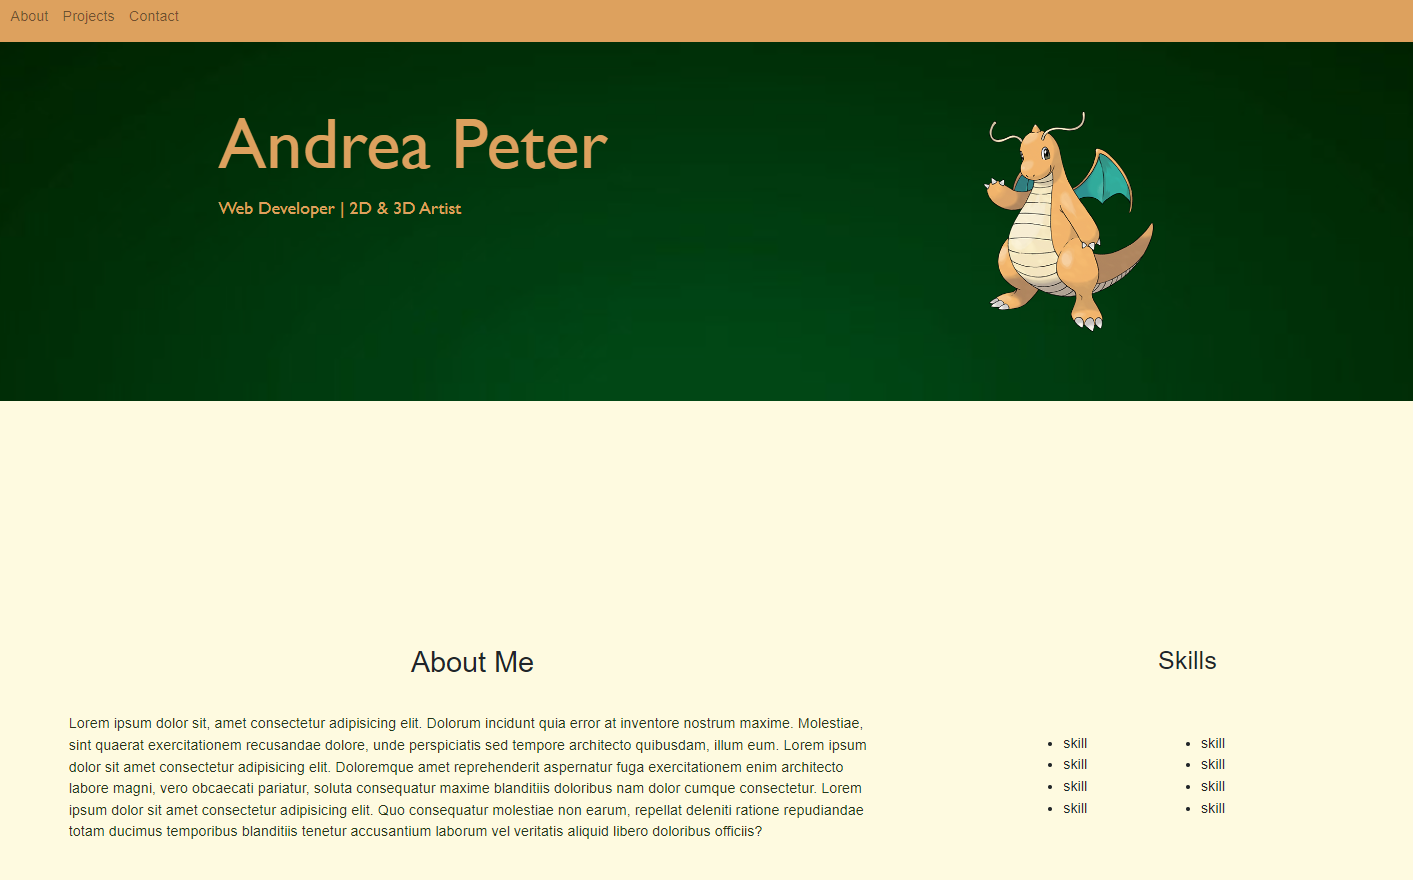 About Projects Contact
Andrea Peter
Web Developer | 2D & 3D Artist
About Me
Lorem ipsum dolor sit, amet consectetur adipisicing elit. Dolorum incidunt quia error at inventore nostrum maxime. Molestiae,
sint quaerat exercitationem recusandae dolore, unde perspiciatis sed tempore architecto quibusdam, illum eum. Lorem ipsum
dolor sit amet consectetur adipisicing elit. Doloremque amet reprehenderit aspernatur fuga exercitationem enim architecto
labore magni, vero obcaecati pariatur, soluta consequatur maxime blanditiis doloribus nam dolor cumque consectetur. Lorem
ipsum dolor sit amet consectetur adipisicing elit. Quo consequatur molestiae non earum, repellat deleniti ratione repudiandae
totam ducimus temporibus blanditiis tenetur accusantium laborum vel veritatis aliquid libero doloribus officiis?
Skills
• skill
• skill
• skill
• skill
• skill
• skill
• skill
• skill